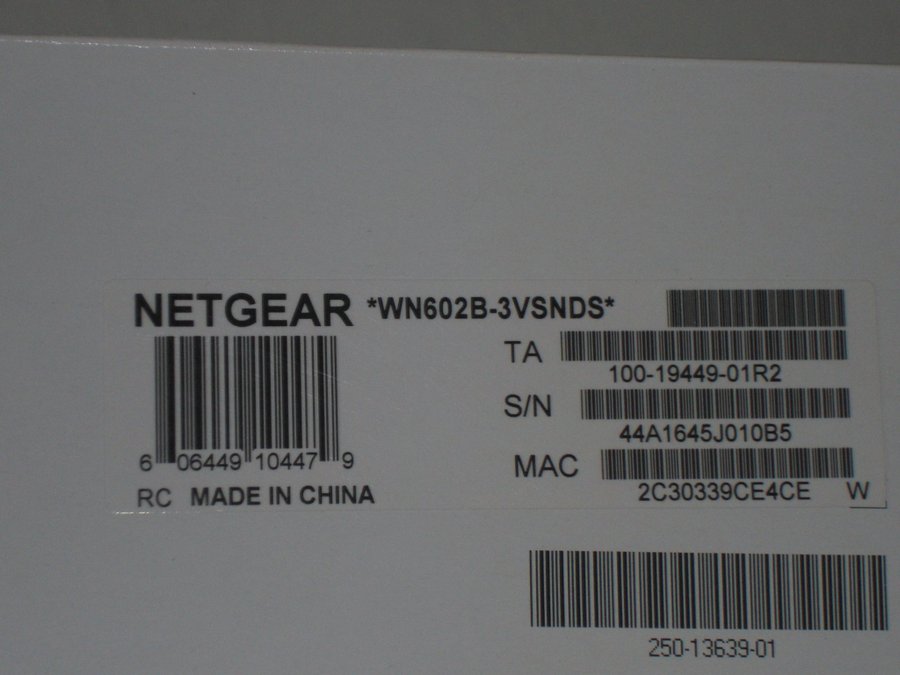 NETGEAR *WN602B-3VSNDS*
TA
100-19449-01R2
S/N
44A1645J010B5
MAC
2C30339CE4CE W
6 06449 10447 9
RC MADE IN CHINA
250-13639-01